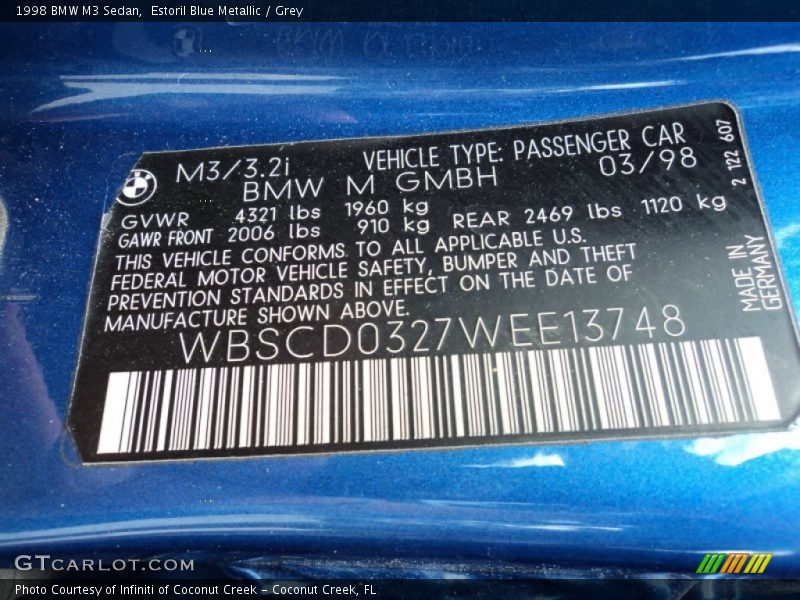 1998 BMW M3 Sedan, Estoril Blue Metallic / Grey
M3/3.2i VEHICLE TYPE: PASSENGER CAR
BMW M GMBH 03/98
GVWR 4321 lbs 1960 kg
GAWR FRONT 2006 lbs 910 kg REAR 2469 lbs 1120 kg
THIS VEHICLE CONFORMS TO ALL APPLICABLE U.S.
FEDERAL MOTOR VEHICLE SAFETY, BUMPER AND THEFT
PREVENTION STANDARDS IN EFFECT ON THE DATE OF
MANUFACTURE SHOWN ABOVE.
WBSCD0327WEE13748
2 122 607
MADE IN
GERMANY
GTCARLOT.COM
Photo Courtesy of Infiniti of Coconut Creek – Coconut Creek, FL